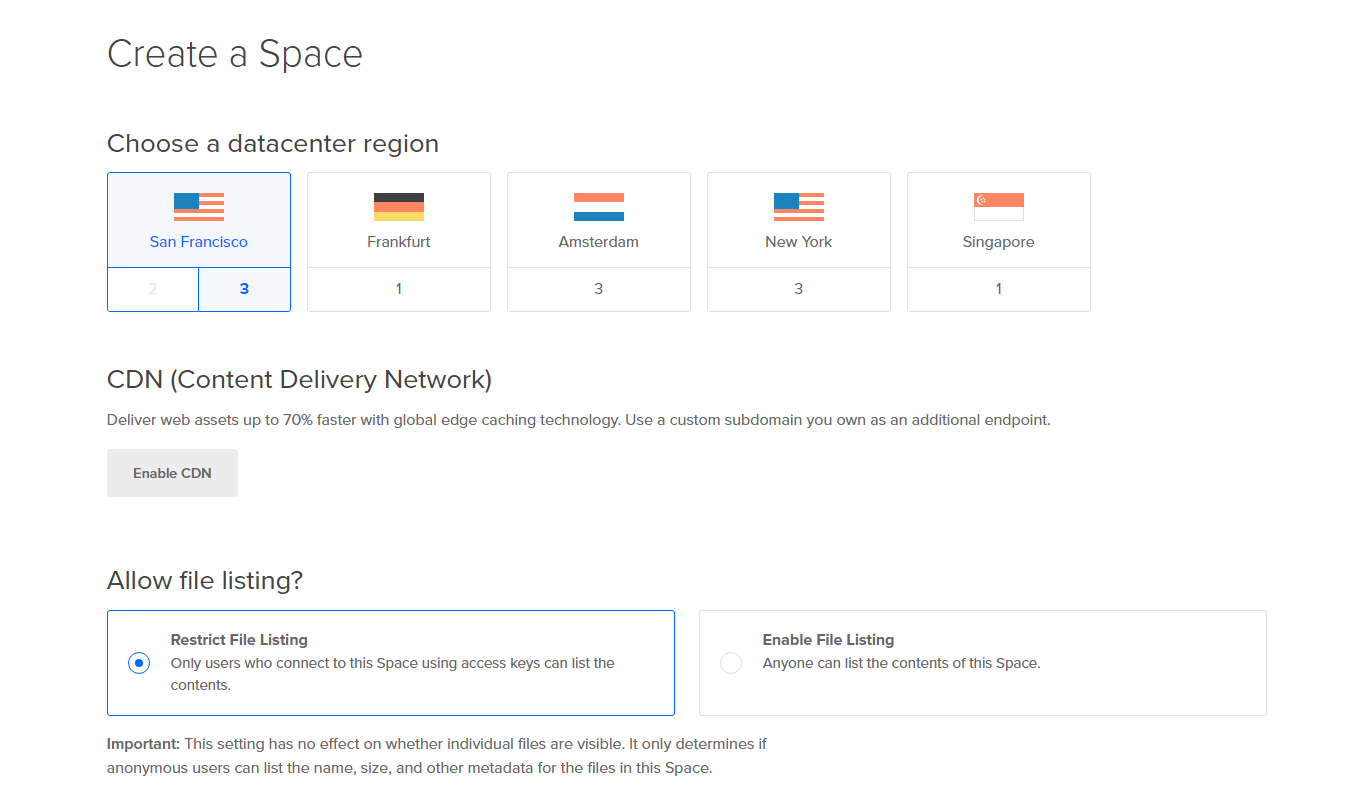 Create a Space
Choose a datacenter region
San Francisco
2 3
Frankfurt
1
Amsterdam
3
New York
3
Singapore
1
CDN (Content Delivery Network)
Deliver web assets up to 70% faster with global edge caching technology. Use a custom subdomain you own as an additional endpoint.
Enable CDN
Allow file listing?
Restrict File Listing
Only users who connect to this Space using access keys can list the
contents.
Enable File Listing
Anyone can list the contents of this Space.
Important: This setting has no effect on whether individual files are visible. It only determines if
anonymous users can list the name, size, and other metadata for the files in this Space.